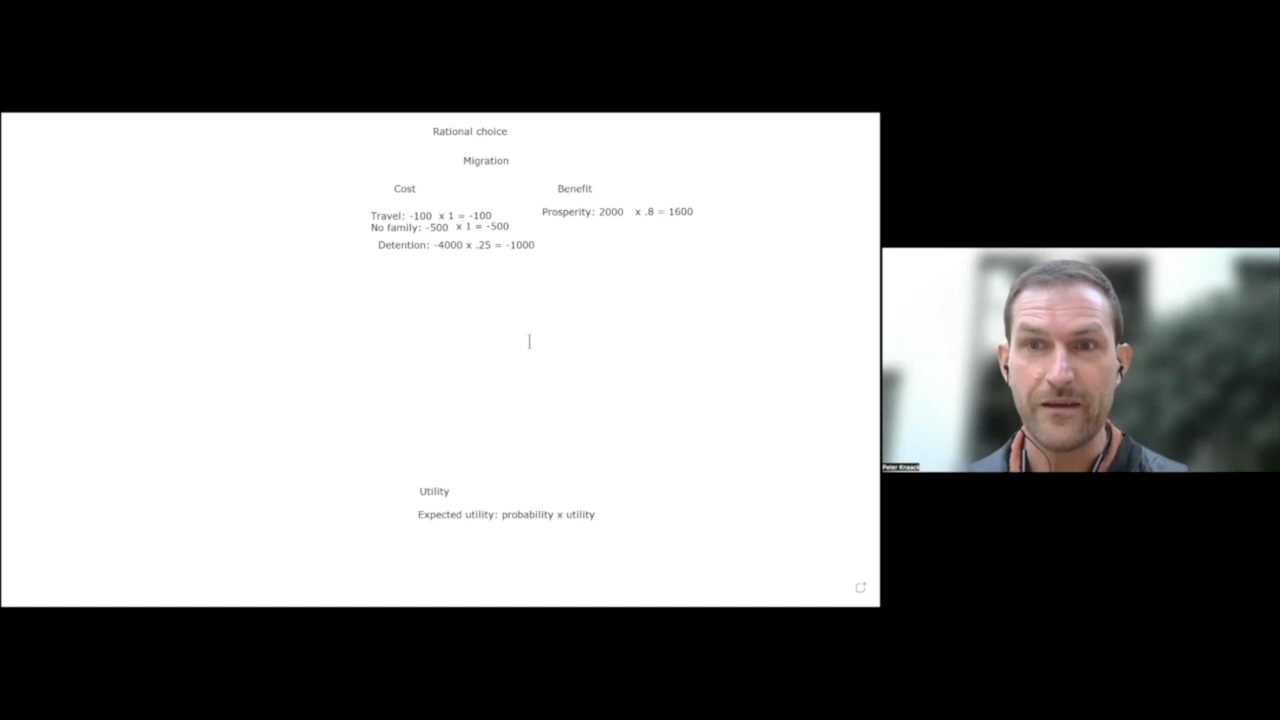 Rational choice
Migration
Cost
Benefit
Travel: -100 x 1 = -100
Prosperity: 2000 x .8 = 1600
No family: -500 x 1 = -500
Detention: -4000 x .25 = -1000
Utility
Expected utility: probability x utility
Peter Knaack